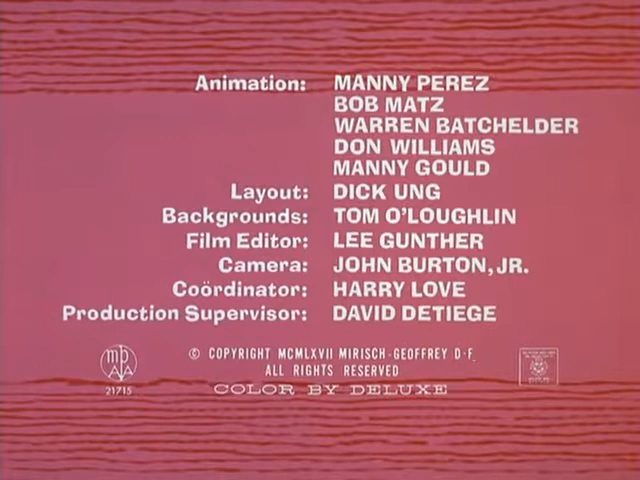 Animation: MANNY PEREZ
BOB MATZ
WARREN BATCHELDER
DON WILLIAMS
MANNY GOULD
Layout: DICK UNG
Backgrounds: TOM O'LOUGHLIN
Film Editor: LEE GUNTHER
Camera: JOHN BURTON, JR.
Coördinator: HARRY LOVE
Production Supervisor: DAVID DETIEGE
© COPYRIGHT MCMLXVII MIRISCH-GEOFFREY D-F
ALL RIGHTS RESERVED
COLOR BY DELUXE
MPAA
21715